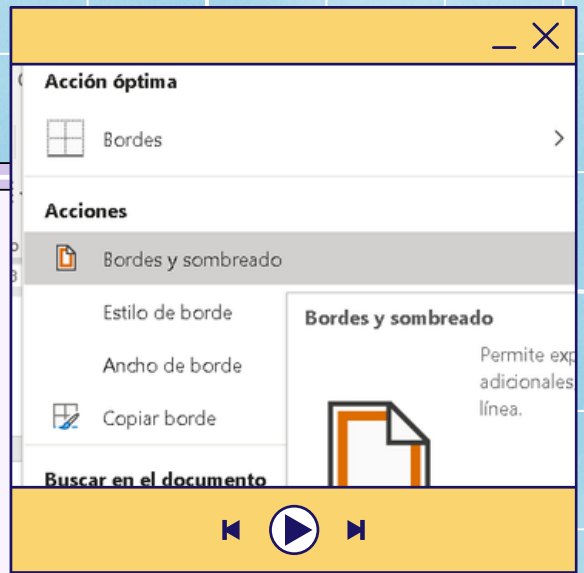 Acción óptima
Bordes
Acciones
Bordes y sombreado
Estilo de borde
Bordes y sombreado
Ancho de borde
Permite exp
adicionales
línea.
Copiar borde
Buscar en el documento